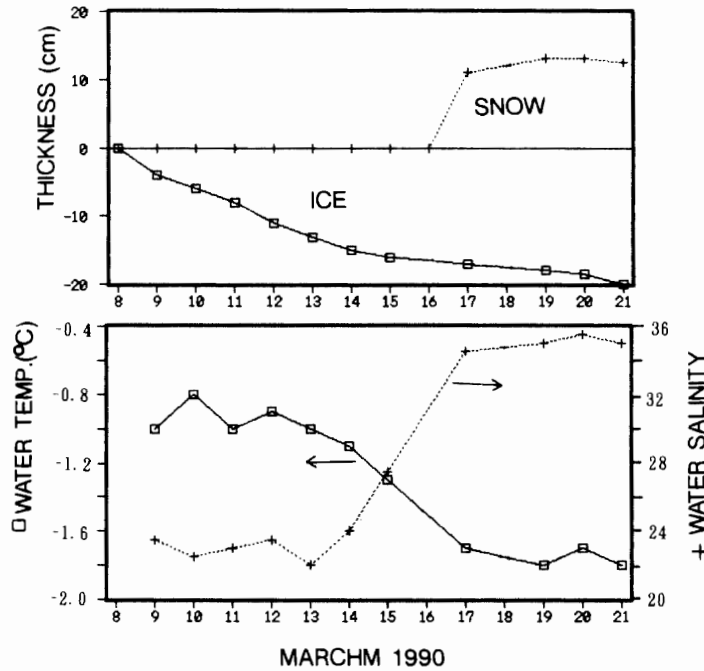 THICKNESS (cm)
20
10
0
-10
-20
SNOW
ICE
8 9 10 11 12 13 14 15 16 17 18 19 20 21
□ WATER TEMP.(°C)
-0.4
-0.8
-1.2
-1.6
-2.0
36
32
28
24
20
+ WATER SALINITY
8 9 10 11 12 13 14 15 16 17 18 19 20 21
MARCHM 1990